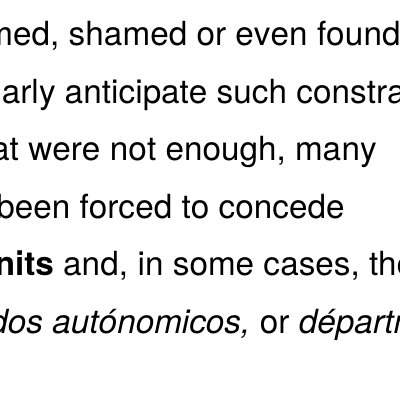 med, shamed or even found
arly anticipate such constra
at were not enough, many
been forced to concede
nits and, in some cases, the
dos autónomicos, or départ